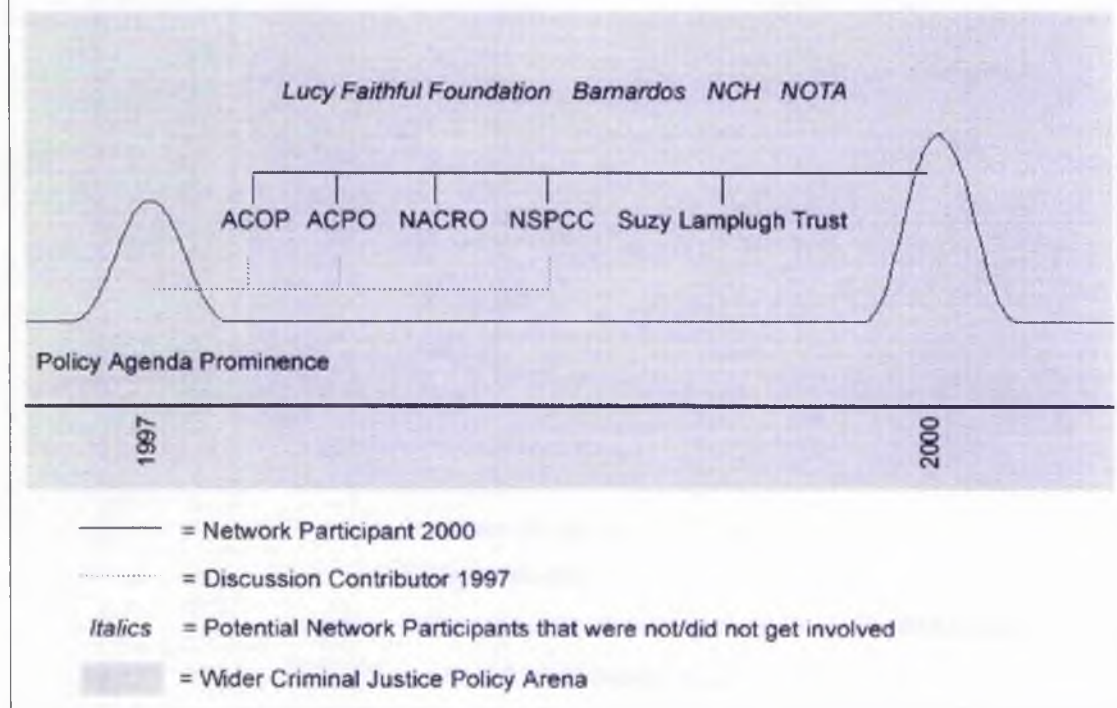 Lucy Faithful Foundation Barnardos NCH NOTA
ACOP ACPO NACRO NSPCC Suzy Lamplugh Trust
Policy Agenda Prominence
1997
2000
= Network Participant 2000
= Discussion Contributor 1997
Italics = Potential Network Participants that were not/did not get involved
= Wider Criminal Justice Policy Arena